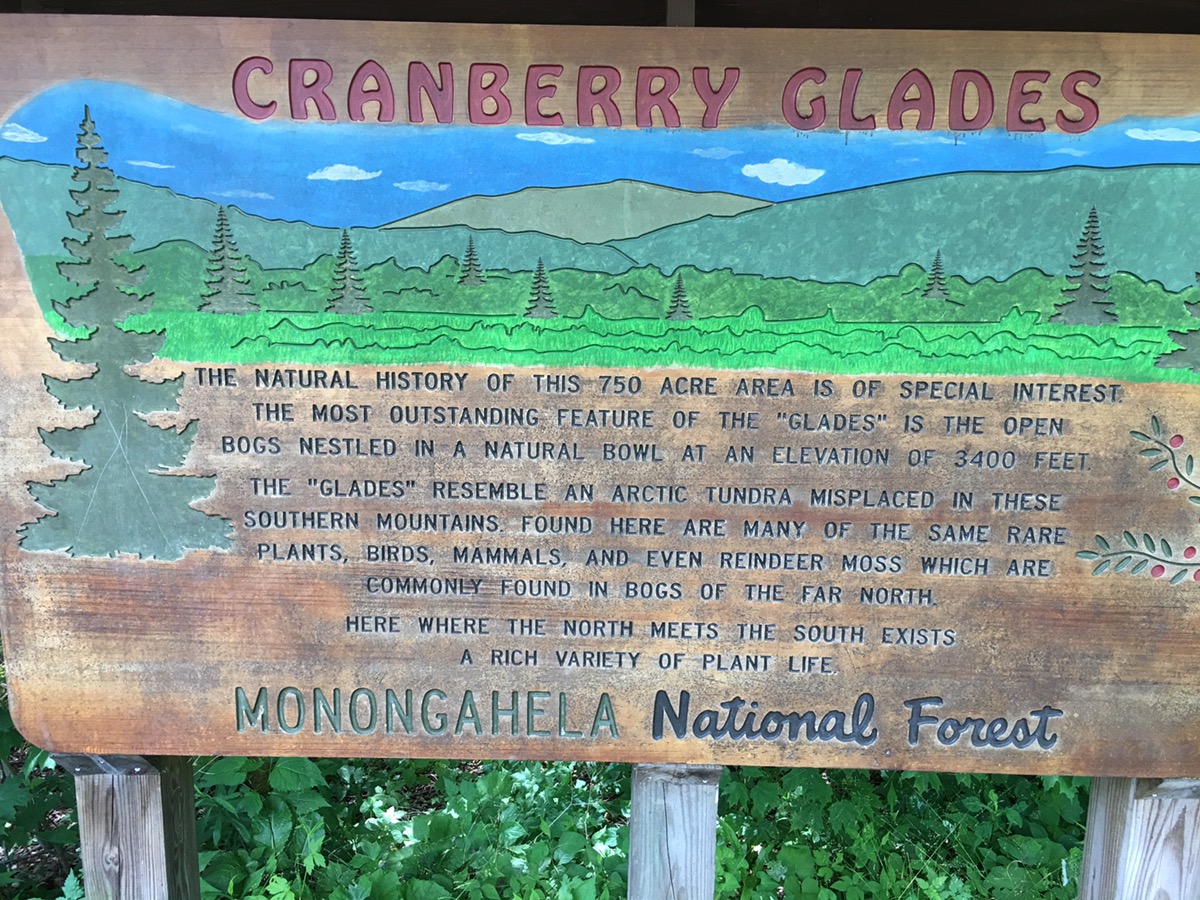 CRANBERRY GLADES
THE NATURAL HISTORY OF THIS 750 ACRE AREA IS OF SPECIAL INTEREST.
THE MOST OUTSTANDING FEATURE OF THE "GLADES" IS THE OPEN
BOGS NESTLED IN A NATURAL BOWL AT AN ELEVATION OF 3400 FEET.
THE "GLADES" RESEMBLE AN ARCTIC TUNDRA MISPLACED IN THESE
SOUTHERN MOUNTAINS. FOUND HERE ARE MANY OF THE SAME RARE
PLANTS, BIRDS, MAMMALS, AND EVEN REINDEER MOSS WHICH ARE
COMMONLY FOUND IN BOGS OF THE FAR NORTH.
HERE WHERE THE NORTH MEETS THE SOUTH EXISTS
A RICH VARIETY OF PLANT LIFE.
MONONGAHELA National Forest